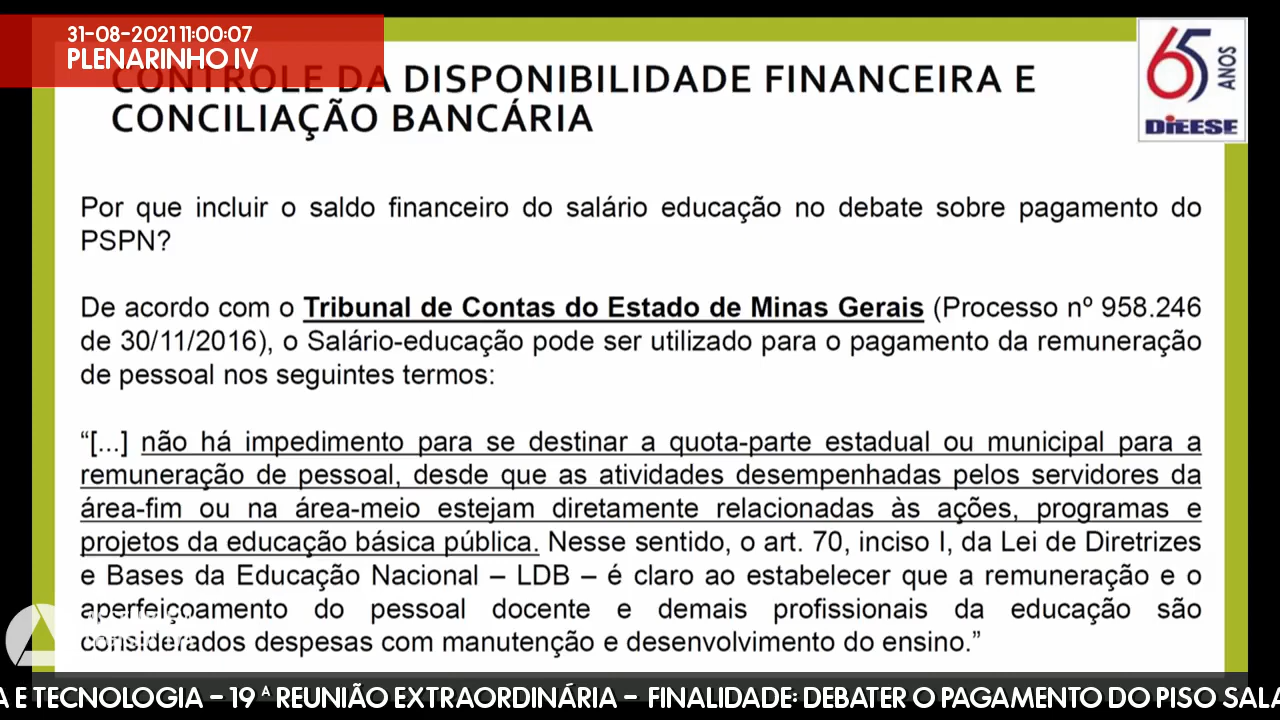 31-08-2021 11:00:07
PLENARINHO IV
CONTROLE DA DISPONIBILIDADE FINANCEIRA E
CONCILIAÇÃO BANCÁRIA
65 ANOS
DIEESE
Por que incluir o saldo financeiro do salário educação no debate sobre pagamento do
PSPN?
De acordo com o Tribunal de Contas do Estado de Minas Gerais (Processo nº 958.246
de 30/11/2016), o Salário-educação pode ser utilizado para o pagamento da remuneração
de pessoal nos seguintes termos:
“[...] não há impedimento para se destinar a quota-parte estadual ou municipal para a
remuneração de pessoal, desde que as atividades desempenhadas pelos servidores da
área-fim ou na área-meio estejam diretamente relacionadas às ações, programas e
projetos da educação básica pública. Nesse sentido, o art. 70, inciso I, da Lei de Diretrizes
e Bases da Educação Nacional – LDB – é claro ao estabelecer que a remuneração e o
aperfeiçoamento do pessoal docente e demais profissionais da educação são
considerados despesas com manutenção e desenvolvimento do ensino.”
A E TECNOLOGIA – 19 ª REUNIÃO EXTRAORDINÁRIA – FINALIDADE: DEBATER O PAGAMENTO DO PISO SALA